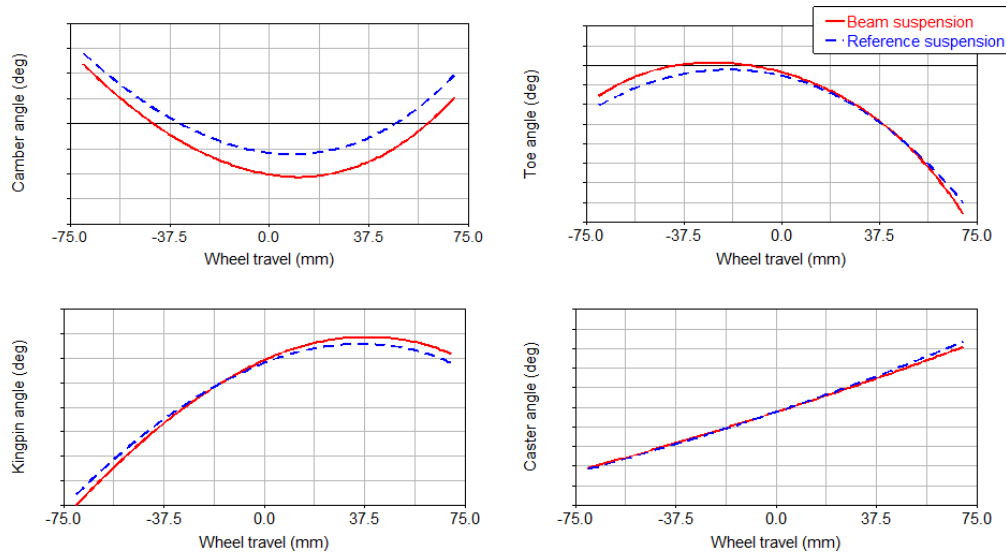 Beam suspension
Reference suspension
Camber angle (deg)
-75.0 -37.5 0.0 37.5 75.0
Wheel travel (mm)
Toe angle (deg)
-75.0 -37.5 0.0 37.5 75.0
Wheel travel (mm)
Kingpin angle (deg)
-75.0 -37.5 0.0 37.5 75.0
Wheel travel (mm)
Caster angle (deg)
-75.0 -37.5 0.0 37.5 75.0
Wheel travel (mm)